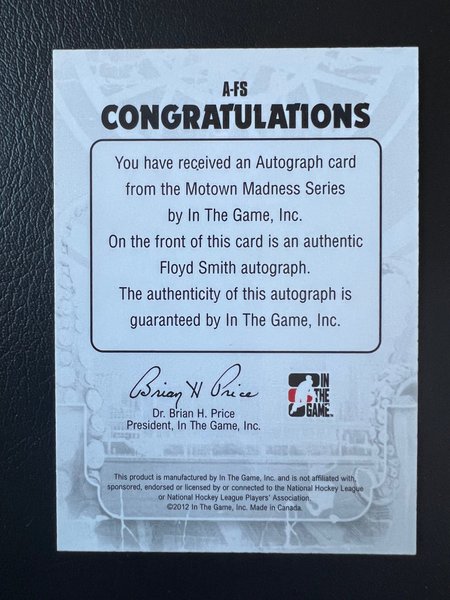 A-FS
CONGRATULATIONS
You have received an Autograph card
from the Motown Madness Series
by In The Game, Inc.
On the front of this card is an authentic
Floyd Smith autograph.
The authenticity of this autograph is
guaranteed by In The Game, Inc.
Brian H Price
Dr. Brian H. Price
President, In The Game, Inc.
IN
THE
GAME
This product is manufactured by In The Game, Inc. and is not affiliated with,
sponsored, endorsed or licensed by or connected to the National Hockey League
or National Hockey League Players' Association.
©2012 In The Game, Inc. Made in Canada.